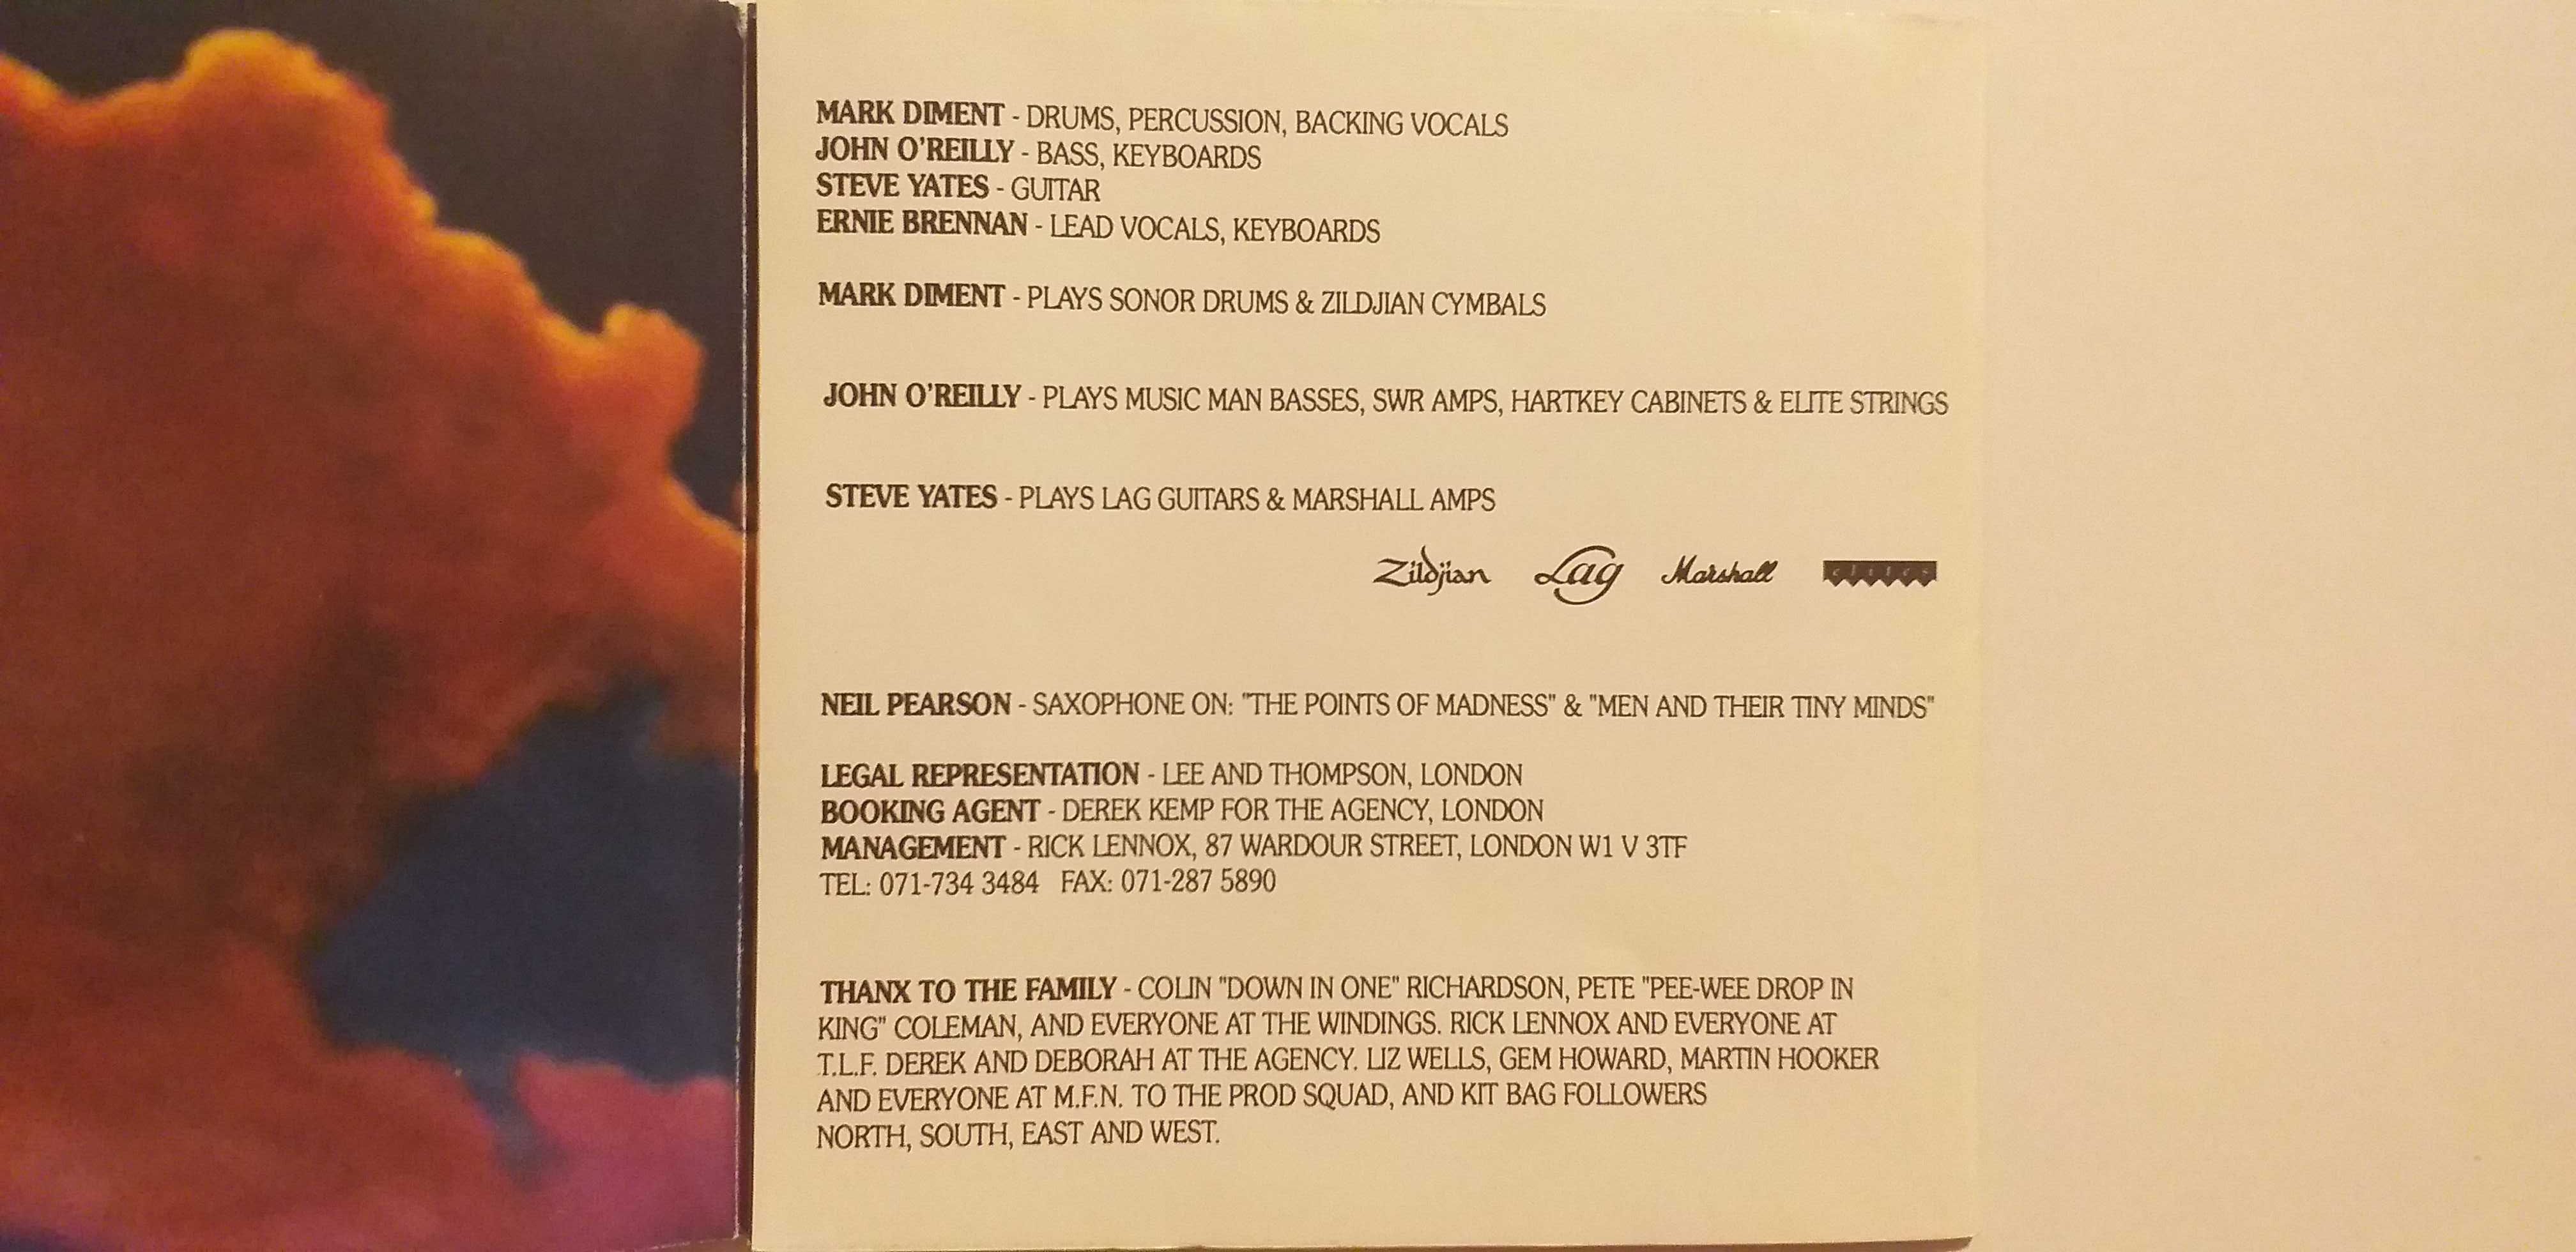 MARK DIMENT - DRUMS, PERCUSSION, BACKING VOCALS
JOHN O'REILLY - BASS, KEYBOARDS
STEVE YATES - GUITAR
ERNIE BRENNAN - LEAD VOCALS, KEYBOARDS
MARK DIMENT - PLAYS SONOR DRUMS & ZILDJIAN CYMBALS
JOHN O'REILLY - PLAYS MUSIC MAN BASSES, SWR AMPS, HARTKEY CABINETS & ELITE STRINGS
STEVE YATES - PLAYS LAG GUITARS & MARSHALL AMPS
Zildjian Lag Marshall elites
NEIL PEARSON - SAXOPHONE ON: "THE POINTS OF MADNESS" & "MEN AND THEIR TINY MINDS"
LEGAL REPRESENTATION - LEE AND THOMPSON, LONDON
BOOKING AGENT - DEREK KEMP FOR THE AGENCY, LONDON
MANAGEMENT - RICK LENNOX, 87 WARDOUR STREET, LONDON W1 V 3TF
TEL: 071-734 3484 FAX: 071-287 5890
THANX TO THE FAMILY - COLIN "DOWN IN ONE" RICHARDSON, PETE "PEE-WEE DROP IN
KING" COLEMAN, AND EVERYONE AT THE WINDINGS. RICK LENNOX AND EVERYONE AT
T.L.F. DEREK AND DEBORAH AT THE AGENCY. LIZ WELLS, GEM HOWARD, MARTIN HOOKER
AND EVERYONE AT M.F.N. TO THE PROD SQUAD, AND KIT BAG FOLLOWERS
NORTH, SOUTH, EAST AND WEST.